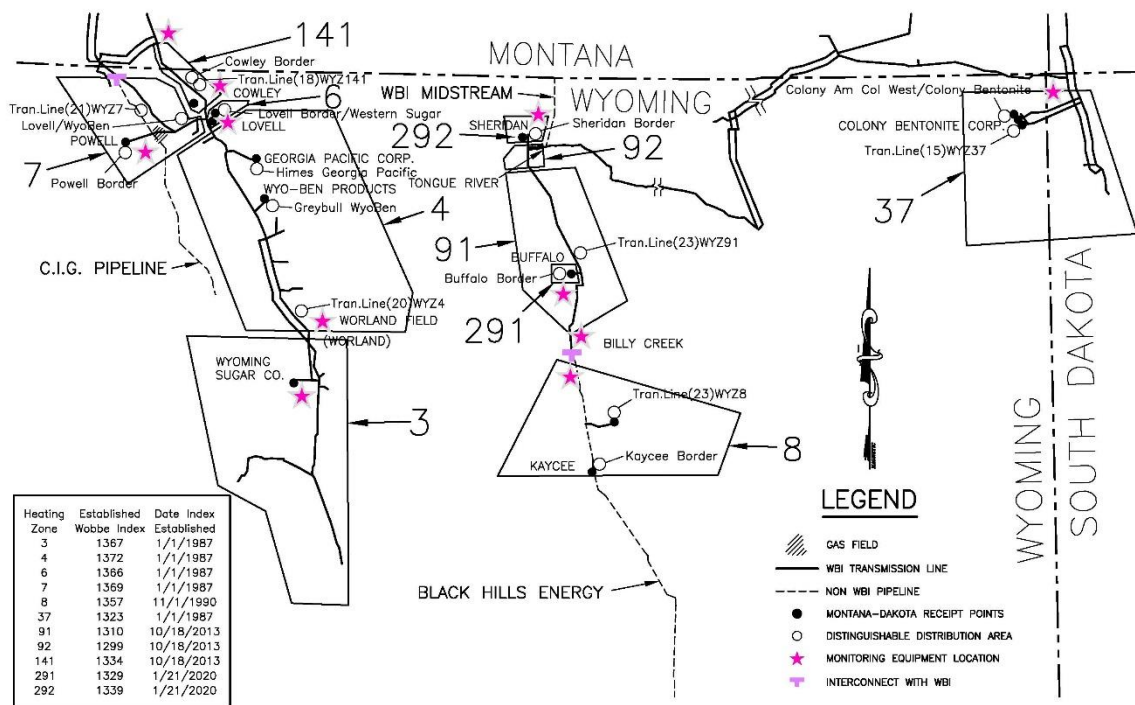 141
MONTANA
Cowley Border
Tran.Line(18)WYZ141
COWLEY
6
WBI MIDSTREAM
WYOMING
Colony Am Col West/Colony Bentonite
Tran.Line(21)WYZ7
Lovell Border/Western Sugar
Lovell/WyoBen
LOVELL
SHERIDAN
Sheridan Border
COLONY BENTONITE CORP.
292
92
POWELL
Tran.Line(15)WYZ37
7
Powell Border
GEORGIA PACIFIC CORP.
Himes Georgia Pacific
TONGUE RIVER
WYO-BEN PRODUCTS
Greybull WyoBen
4
37
91
Tran.Line(23)WYZ91
C.I.G. PIPELINE
BUFFALO
Buffalo Border
Tran.Line(20)WYZ4
WORLAND FIELD
(WORLAND)
291
BILLY CREEK
WYOMING
SUGAR CO.
Tran.Line(23)WYZ8
3
8
KAYCEE
Kaycee Border
WYOMING
SOUTH DAKOTA
BLACK HILLS ENERGY
Heating Established Date Index
Zone Wobbe Index Established
3 1367 1/1/1987
4 1372 1/1/1987
6 1366 1/1/1987
7 1369 1/1/1987
8 1357 11/1/1990
37 1323 1/1/1987
91 1310 10/18/2013
92 1299 10/18/2013
141 1334 10/18/2013
291 1329 1/21/2020
292 1339 1/21/2020
LEGEND
GAS FIELD
WBI TRANSMISSION LINE
NON WBI PIPELINE
MONTANA-DAKOTA RECEIPT POINTS
DISTINGUISHABLE DISTRIBUTION AREA
MONITORING EQUIPMENT LOCATION
INTERCONNECT WITH WBI